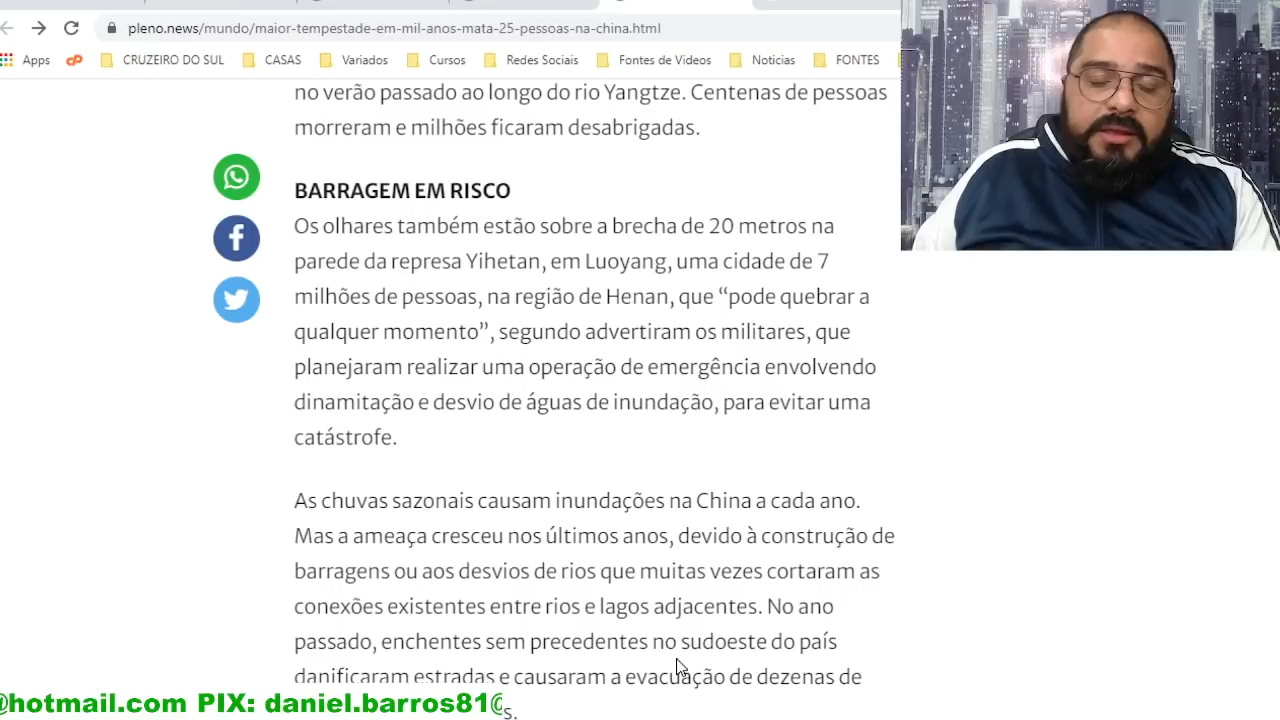 pleno.news/mundo/maior-tempestade-em-mil-anos-mata-25-pessoas-na-china.html
Apps CRUZEIRO DO SUL CASAS Variados Cursos Redes Sociais Fontes de Videos Noticias FONTES
no verão passado ao longo do rio Yangtze. Centenas de pessoas
morreram e milhões ficaram desabrigadas.
BARRAGEM EM RISCO
Os olhares também estão sobre a brecha de 20 metros na
parede da represa Yihetan, em Luoyang, uma cidade de 7
milhões de pessoas, na região de Henan, que “pode quebrar a
qualquer momento”, segundo advertiram os militares, que
planejaram realizar uma operação de emergência envolvendo
dinamitação e desvio de águas de inundação, para evitar uma
catástrofe.
As chuvas sazonais causam inundações na China a cada ano.
Mas a ameaça cresceu nos últimos anos, devido à construção de
barragens ou aos desvios de rios que muitas vezes cortaram as
conexões existentes entre rios e lagos adjacentes. No ano
passado, enchentes sem precedentes no sudoeste do país
danificaram estradas e causaram a evacuação de dezenas de
@hotmail.com PIX: daniel.barros81@
s.